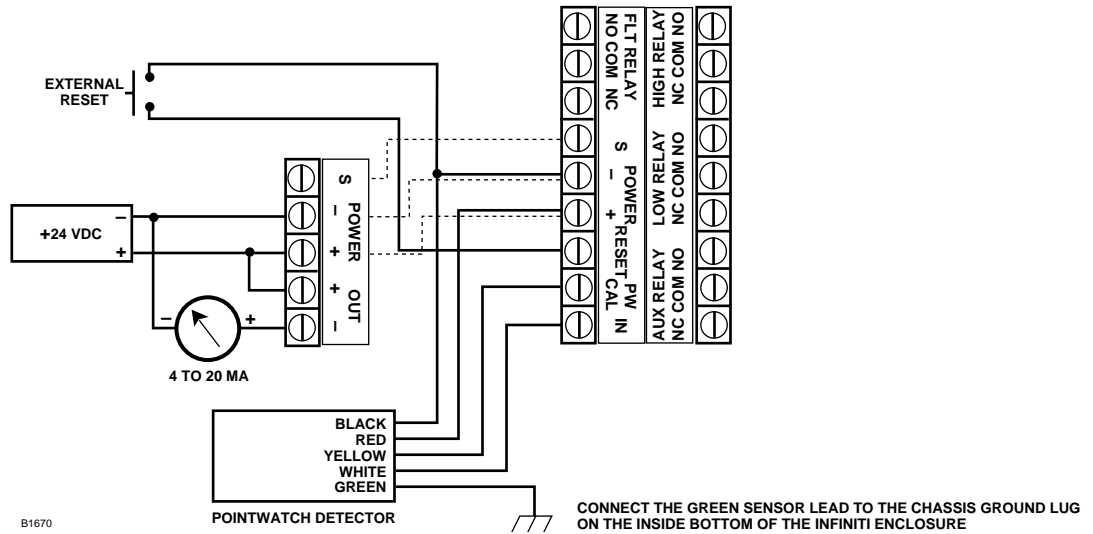 EXTERNAL
RESET
+24 VDC
–
+
–
+
4 TO 20 MA
S
– POWER +
+ OUT –
FLT RELAY
NO COM NC
S
– POWER +
RESET
CAL
PW IN
HIGH RELAY
NC COM NO
LOW RELAY
NC COM NO
AUX RELAY
NC COM NO
BLACK
RED
YELLOW
WHITE
GREEN
POINTWATCH DETECTOR
CONNECT THE GREEN SENSOR LEAD TO THE CHASSIS GROUND LUG
ON THE INSIDE BOTTOM OF THE INFINITI ENCLOSURE
B1670